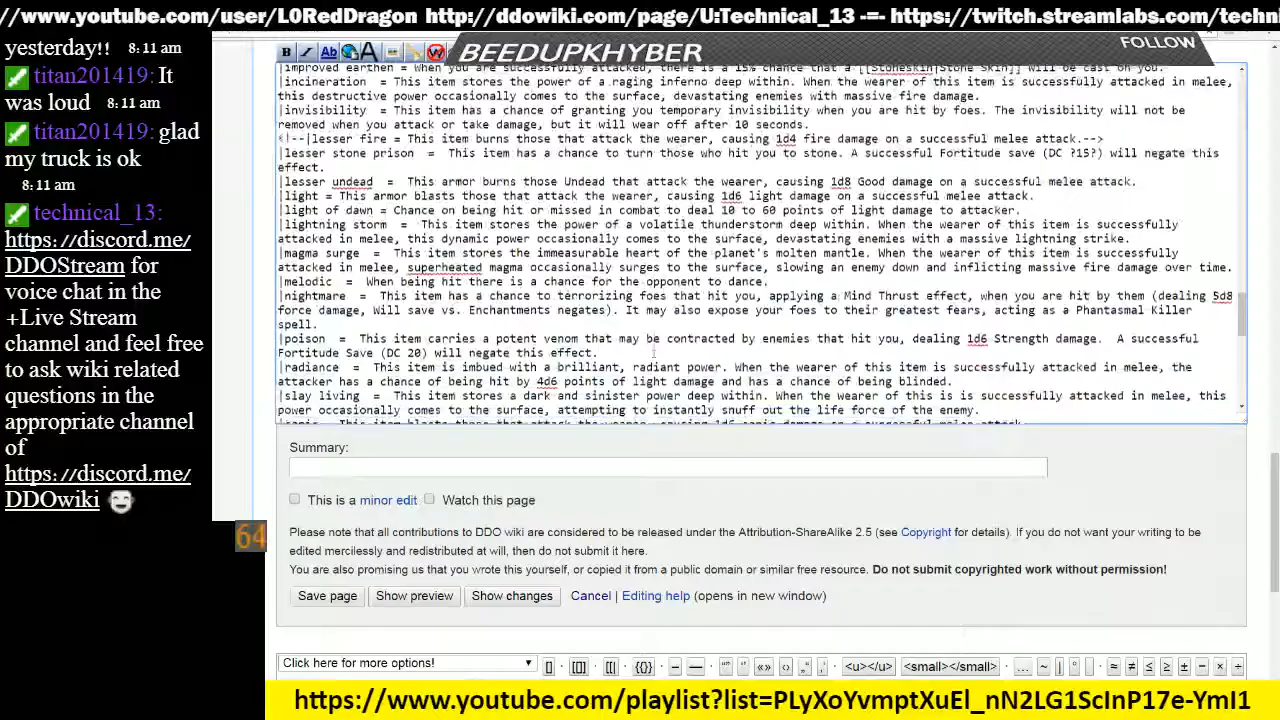 //www.youtube.com/user/L0RedDragon http://ddowiki.com/page/U:Technical_13 -=- https://twitch.streamlabs.com/techni
yesterday!! 8:11 am
titan201419: It
was loud 8:11 am
titan201419: glad
my truck is ok
8:11 am
technical_13:
https://discord.me/
DDOStream for
voice chat in the
+Live Stream
channel and feel free
to ask wiki related
questions in the
appropriate channel
of
https://discord.me/
DDOwiki
64
B I Ab A W
BEEDUPKHYBER
FOLLOW
|improved earthen = When you are successfully attacked, there is a 15% chance that a [[Stoneskin|Stone Skin]] will be cast on you.
|incineration = This item stores the power of a raging inferno deep within. When the wearer of this item is successfully attacked in melee,
this destructive power occasionally comes to the surface, devastating enemies with massive fire damage.
|invisibility = This item has a chance of granting you temporary invisibility when you are hit by foes. The invisibility will not be
removed when you attack or take damage, but it will wear off after 10 seconds.
<!--|lesser fire = This item burns those that attack the wearer, causing 1d4 fire damage on a successful melee attack.-->
|lesser stone prison = This item has a chance to turn those who hit you to stone. A successful Fortitude save (DC ?15?) will negate this
effect.
|lesser undead = This armor burns those Undead that attack the wearer, causing 1d8 Good damage on a successful melee attack.
|light = This armor blasts those that attack the wearer, causing 1d6 light damage on a successful melee attack.
|light of dawn = Chance on being hit or missed in combat to deal 10 to 60 points of light damage to attacker.
|lightning storm = This item stores the power of a volatile thunderstorm deep within. When the wearer of this item is successfully
attacked in melee, this dynamic power occasionally comes to the surface, devastating enemies with a massive lightning strike.
|magma surge = This item stores the immeasurable heart of the planet's molten mantle. When the wearer of this item is successfully
attacked in melee, superheated magma occasionally surges to the surface, slowing an enemy down and inflicting massive fire damage over time.
|melodic = When being hit there is a chance for the opponent to dance.
|nightmare = This item has a chance to terrorizing foes that hit you, applying a Mind Thrust effect, when you are hit by them (dealing 5d8
force damage, Will save vs. Enchantments negates). It may also expose your foes to their greatest fears, acting as a Phantasmal Killer
spell.
|poison = This item carries a potent venom that may be contracted by enemies that hit you, dealing 1d6 Strength damage. A successful
Fortitude Save (DC 20) will negate this effect.
|radiance = This item is imbued with a brilliant, radiant power. When the wearer of this item is successfully attacked in melee, the
attacker has a chance of being hit by 4d6 points of light damage and has a chance of being blinded.
|slay living = This item stores a dark and sinister power deep within. When the wearer of this is is successfully attacked in melee, this
power occasionally comes to the surface, attempting to instantly snuff out the life force of the enemy.
Summary:
This is a minor edit Watch this page
Please note that all contributions to DDO wiki are considered to be released under the Attribution-ShareAlike 2.5 (see Copyright for details). If you do not want your writing to be
edited mercilessly and redistributed at will, then do not submit it here.
You are also promising us that you wrote this yourself, or copied it from a public domain or similar free resource. Do not submit copyrighted work without permission!
Save page Show preview Show changes Cancel | Editing help (opens in new window)
Click here for more options! [] · [[]] · [[| · {{}} · – · — · “” · ‘’ · «» · ‹› · „“ · ‚‘ · <u></u> · <small></small> · … ~ | ° · ≈ ≠ ≤ ≥ ± − × ÷
https://www.youtube.com/playlist?list=PLyXoYvmptXuEl_nN2LG1ScInP17e-YmI1